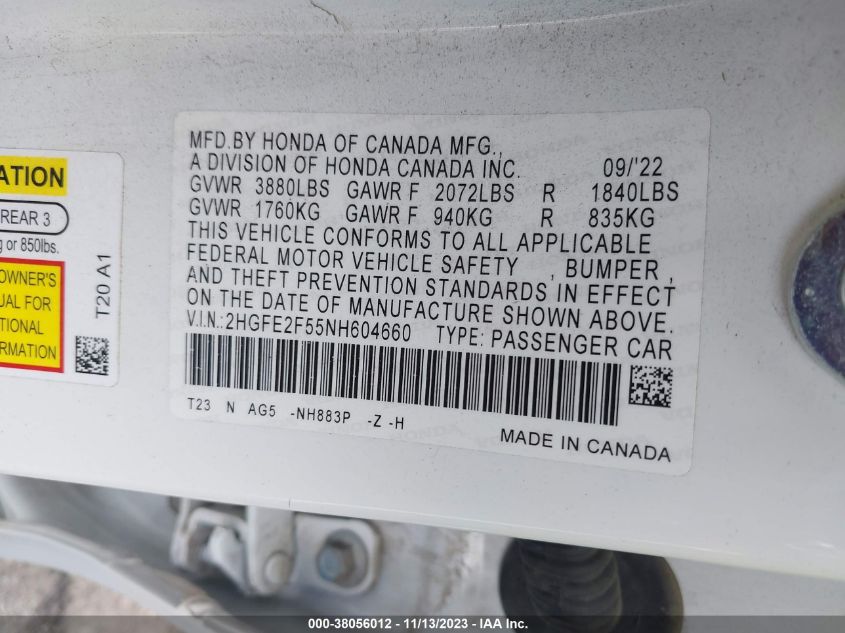 ATION
REAR 3
g or 850lbs.
OWNER'S
UAL FOR
TIONAL
FORMATION
T20 A1
MFD.BY HONDA OF CANADA MFG.,
A DIVISION OF HONDA CANADA INC. 09/'22
GVWR 3880LBS GAWR F 2072LBS R 1840LBS
GVWR 1760KG GAWR F 940KG R 835KG
THIS VEHICLE CONFORMS TO ALL APPLICABLE
FEDERAL MOTOR VEHICLE SAFETY , BUMPER ,
AND THEFT PREVENTION STANDARDS IN EFFECT
ON THE DATE OF MANUFACTURE SHOWN ABOVE.
V.I.N.:2HGFE2F55NH604660 TYPE: PASSENGER CAR
T23 N AG5 -NH883P -Z -H
MADE IN CANADA
000-38056012 - 11/13/2023 - IAA Inc.